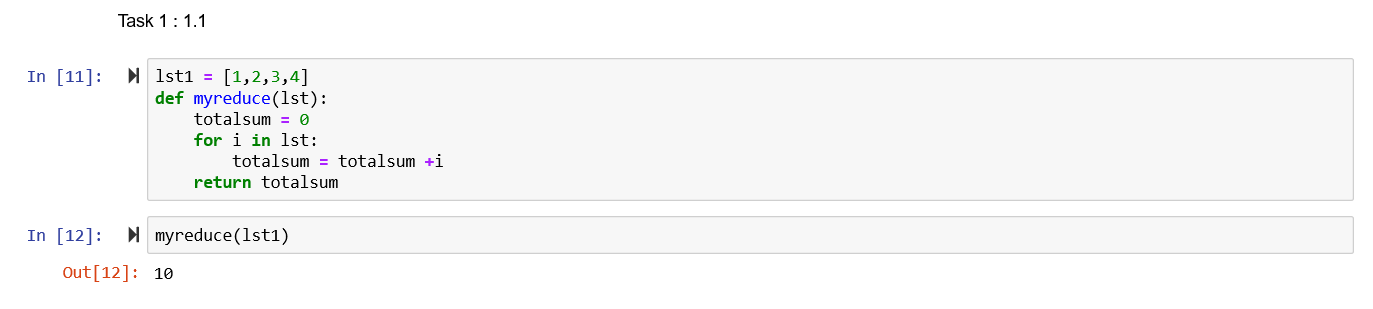 Task 1 : 1.1
In [11]:
lst1 = [1,2,3,4]
def myreduce(lst):
    totalsum = 0
    for i in lst:
        totalsum = totalsum +i
    return totalsum
In [12]:
myreduce(lst1)
Out[12]: 10